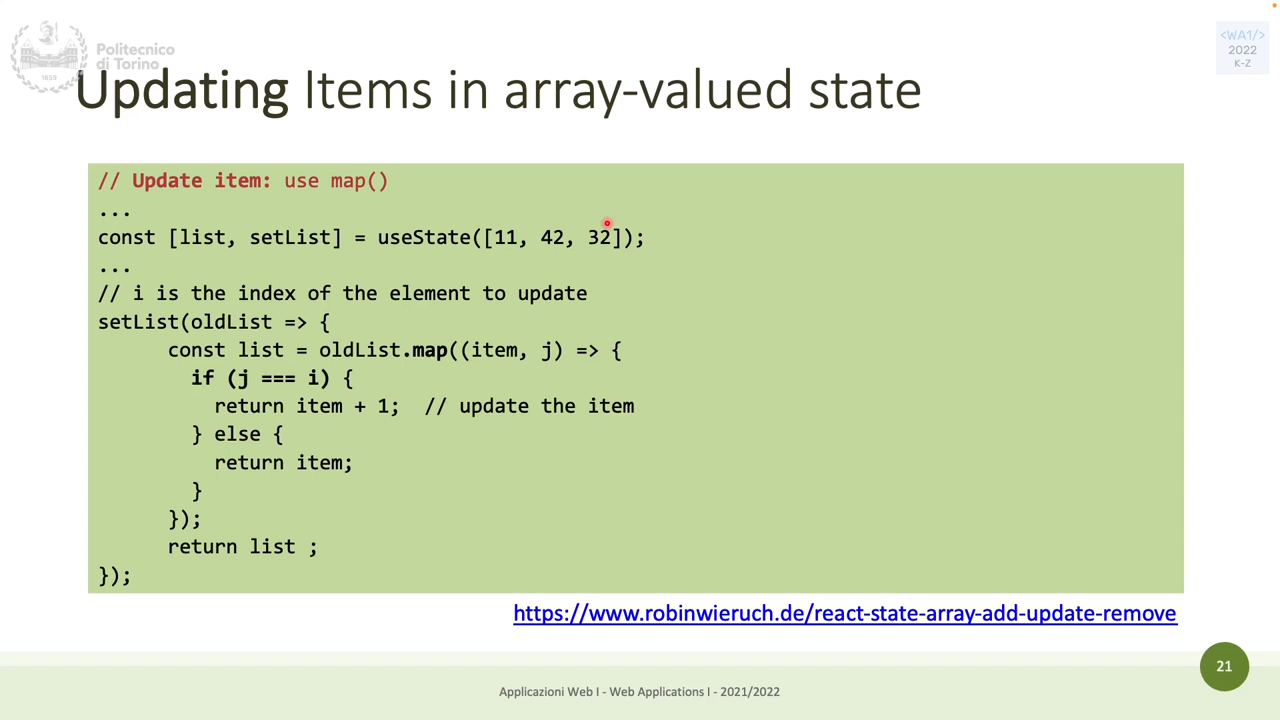 Politecnico
di Torino
1859
<WA1/>
2022
K-Z
Updating Items in array-valued state
// Update item: use map()
...
const [list, setList] = useState([11, 42, 32]);
...
// i is the index of the element to update
setList(oldList => {
const list = oldList.map((item, j) => {
if (j === i) {
return item + 1; // update the item
} else {
return item;
}
});
return list ;
});
https://www.robinwieruch.de/react-state-array-add-update-remove
21
Applicazioni Web I - Web Applications I - 2021/2022